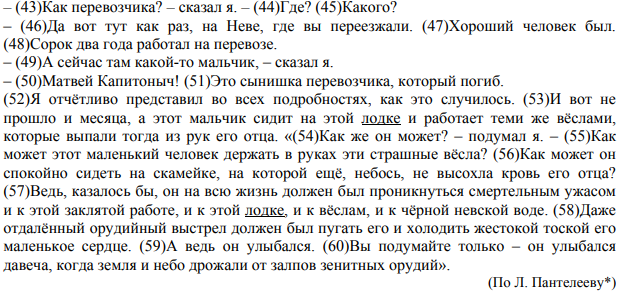 – (43)Как перевозчика? – сказал я. – (44)Где? (45)Какого?
– (46)Да вот тут как раз, на Неве, где вы переезжали. (47)Хороший человек был.
(48)Сорок два года работал на перевозе.
– (49)А сейчас там какой-то мальчик, – сказал я.
– (50)Матвей Капитоныч! (51)Это сынишка перевозчика, который погиб.
(52)Я отчётливо представил во всех подробностях, как это случилось. (53)И вот не
прошло и месяца, а этот мальчик сидит на этой лодке и работает теми же вёслами,
которые выпали тогда из рук его отца. «(54)Как же он может? – подумал я. – (55)Как
может этот маленький человек держать в руках эти страшные вёсла? (56)Как может он
спокойно сидеть на скамейке, на которой ещё, небось, не высохла кровь его отца?
(57)Ведь, казалось бы, он на всю жизнь должен был проникнуться смертельным ужасом
и к этой заклятой работе, и к этой лодке, и к вёслам, и к чёрной невской воде. (58)Даже
отдалённый орудийный выстрел должен был пугать его и холодить жестокой тоской его
маленькое сердце. (59)А ведь он улыбался. (60)Вы подумайте только – он улыбался
давеча, когда земля и небо дрожали от залпов зенитных орудий».
(По Л. Пантелееву*)